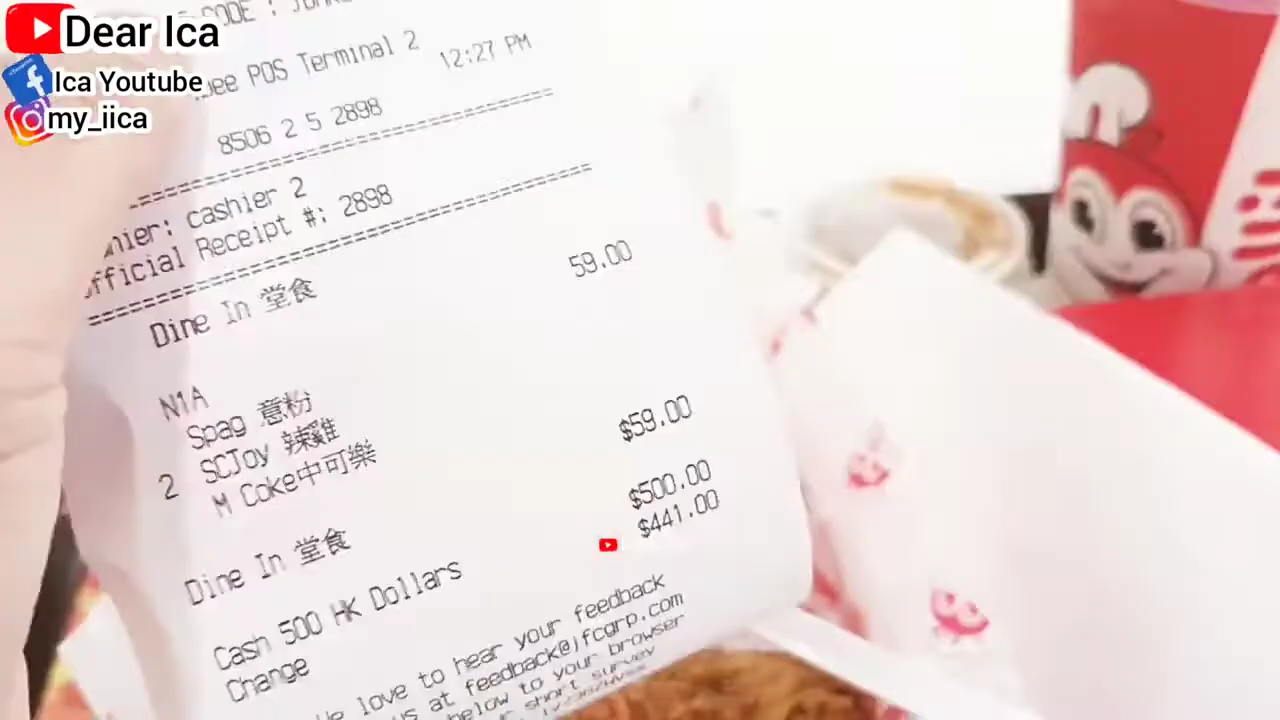 Dear Ica
Ica Youtube
my_iica
CODE :
POS Terminal 2
12:27 PM
8506 2 5 2898
cashier 2
Official Receipt #: 2898
Dine In 堂食 59.00
N1A
Spag 意粉
2 SCJoy 辣雞
M Coke中可樂
Dine In 堂食 $59.00
Cash 500 HK Dollars $500.00
Change $441.00
love to hear your feedback
us at feedback@jfcgrp.com
below to your browser
short survey